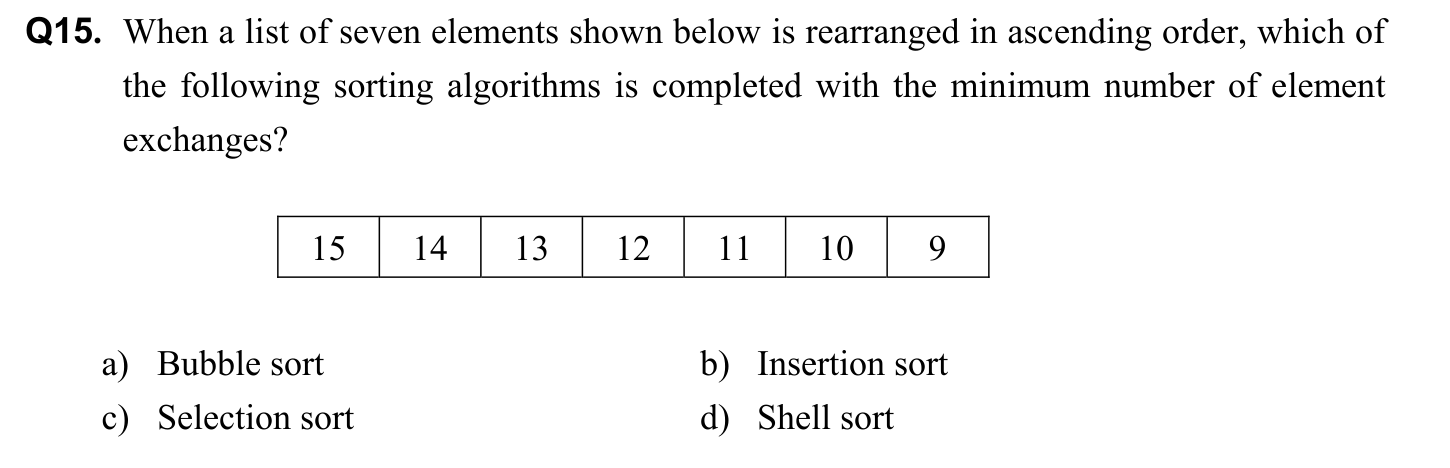 Q15. When a list of seven elements shown below is rearranged in ascending order, which of
the following sorting algorithms is completed with the minimum number of element
exchanges?
15 14 13 12 11 10 9
a) Bubble sort b) Insertion sort
c) Selection sort d) Shell sort